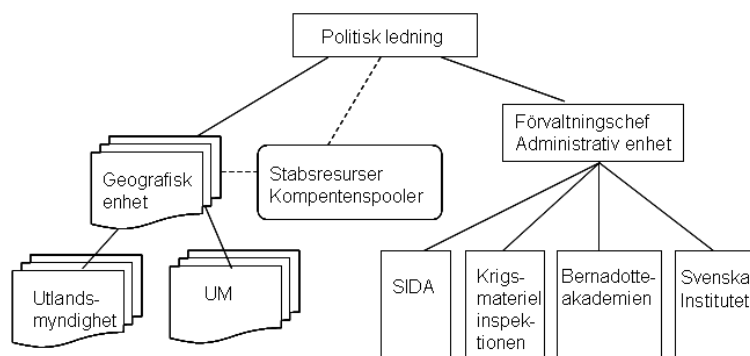 Politisk ledning
Förvaltningschef
Administrativ enhet
Geografisk
enhet
Stabsresurser
Kompentenspooler
Utlands-
myndighet
UM
SIDA
Krigs-
materiel
inspek-
tionen
Bernadotte-
akademien
Svenska
Institutet